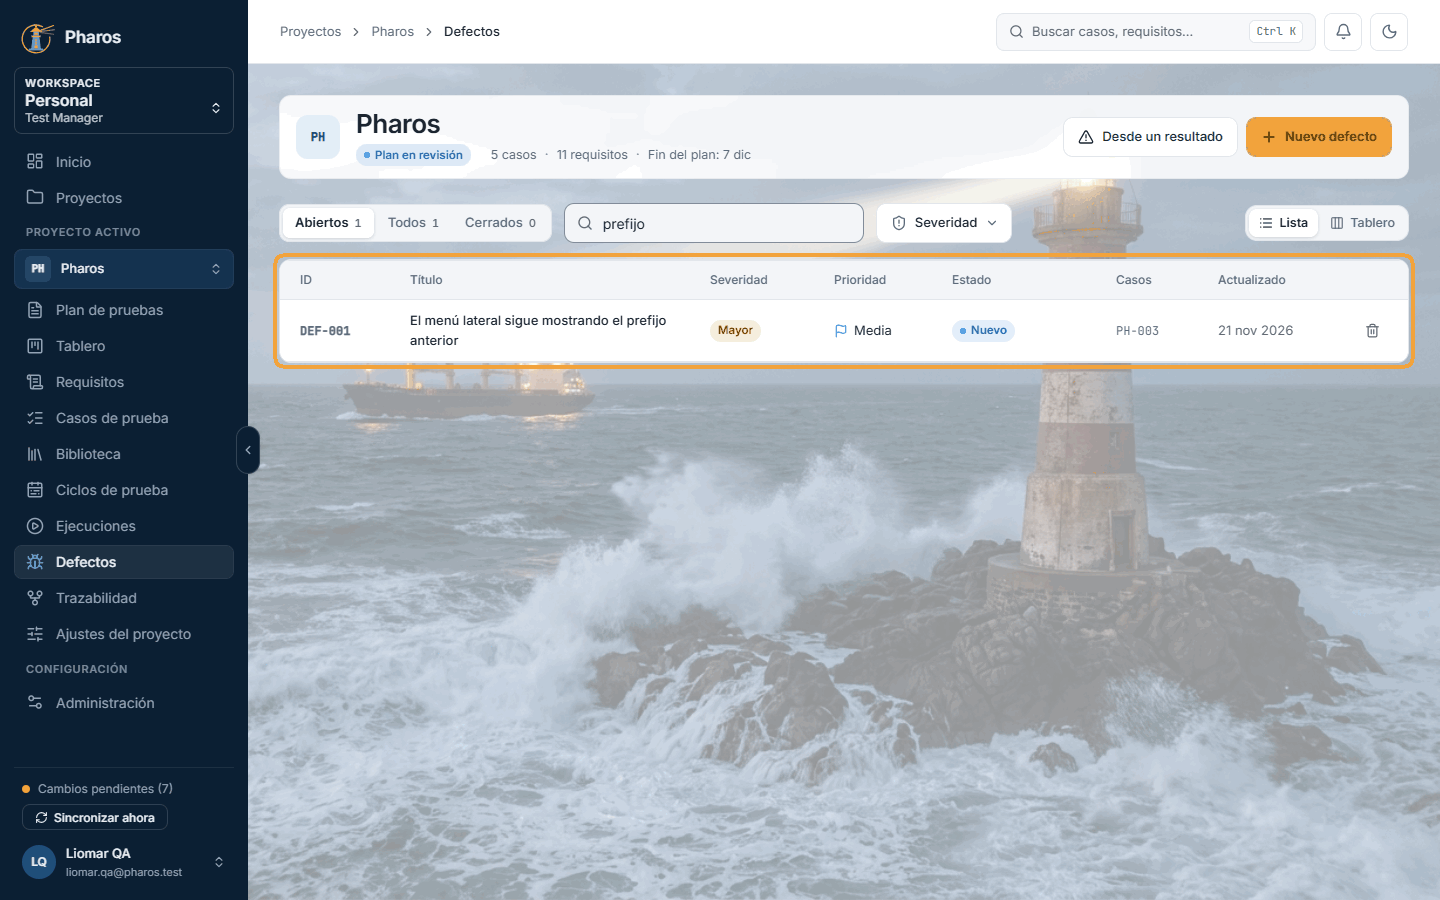 Pharos
WORKSPACE
Personal
Test Manager
Inicio
Proyectos
PROYECTO ACTIVO
PH Pharos
Plan de pruebas
Tablero
Requisitos
Casos de prueba
Biblioteca
Ciclos de prueba
Ejecuciones
Defectos
Trazabilidad
Ajustes del proyecto
CONFIGURACIÓN
Administración
Cambios pendientes (7)
Sincronizar ahora
LQ
Liomar QA
liomar.qa@pharos.test
Proyectos > Pharos > Defectos
Buscar casos, requisitos... Ctrl K
PH
Pharos
Plan en revisión 5 casos · 11 requisitos · Fin del plan: 7 dic
Desde un resultado
Nuevo defecto
Abiertos 1 Todos 1 Cerrados 0
prefijo
Severidad
Lista Tablero
ID Título Severidad Prioridad Estado Casos Actualizado
DEF-001 El menú lateral sigue mostrando el prefijo
anterior
Mayor Media Nuevo PH-003 21 nov 2026